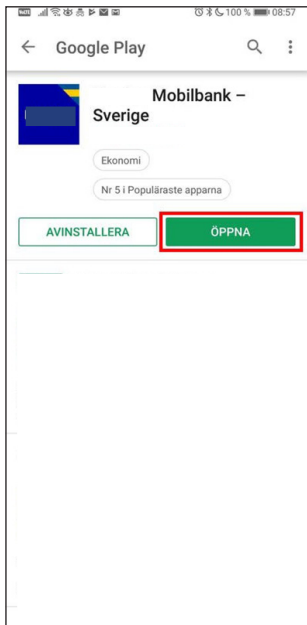 100 % 08:57
Google Play
Mobilbank –
Sverige
Ekonomi
Nr 5 i Populäraste apparna
AVINSTALLERA
ÖPPNA